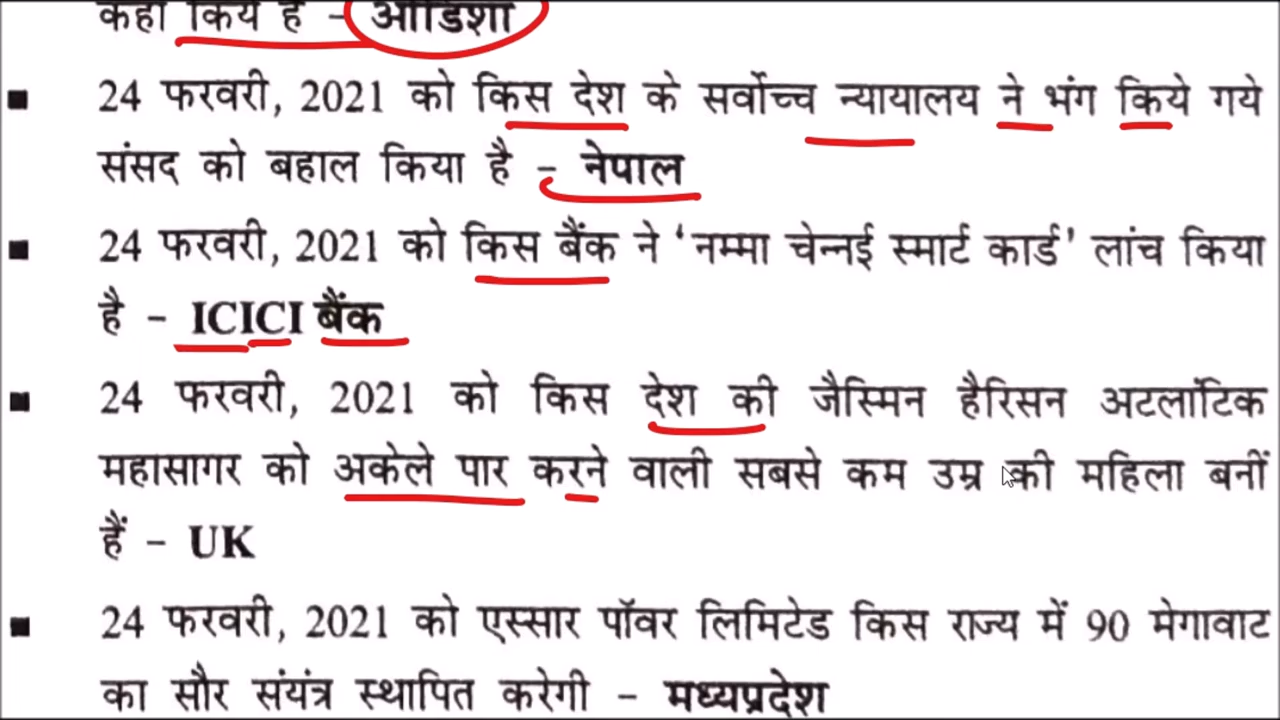 कहाँ किये हैं - ओडिशा
■ 24 फरवरी, 2021 को किस देश के सर्वोच्च न्यायालय ने भंग किये गये
संसद को बहाल किया है - नेपाल
■ 24 फरवरी, 2021 को किस बैंक ने ‘नम्मा चेन्नई स्मार्ट कार्ड’ लांच किया
है - ICICI बैंक
■ 24 फरवरी, 2021 को किस देश की जैस्मिन हैरिसन अटलांटिक
महासागर को अकेले पार करने वाली सबसे कम उम्र की महिला बनीं
हैं - UK
■ 24 फरवरी, 2021 को एस्सार पॉवर लिमिटेड किस राज्य में 90 मेगावाट
का सौर संयंत्र स्थापित करेगी - मध्यप्रदेश